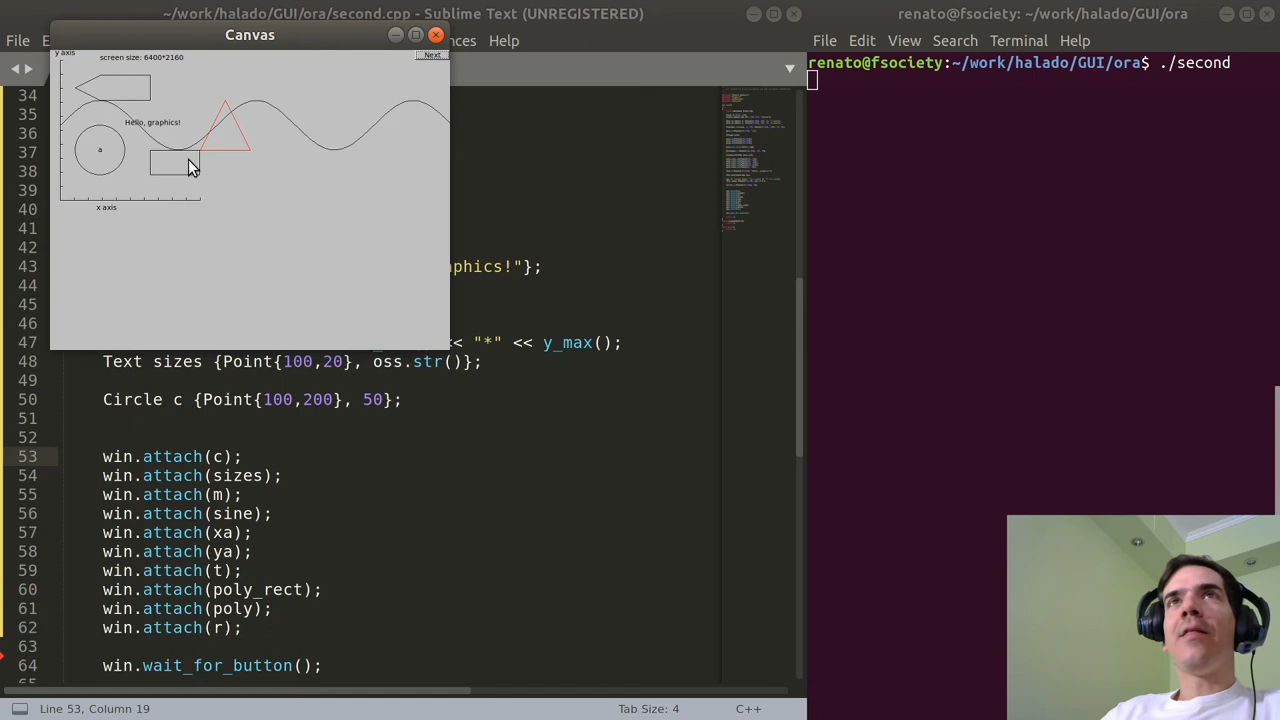 ~/work/halado/GUI/ora/second.cpp - Sublime Text (UNREGISTERED)
renato@fsociety: ~/work/halado/GUI/ora
Canvas
File
ences Help
File Edit View Search Terminal Help
y axis
screen size: 6400*2160
Next
renato@fsociety:~/work/halado/GUI/ora$ ./second
Hello, graphics!
a
x axis
34
35
36
37
38
39
40
41
42
43 aphics!"};
44
45
46
47 << "*" << y_max();
48 Text sizes {Point{100,20}, oss.str()};
49
50 Circle c {Point{100,200}, 50};
51
52
53 win.attach(c);
54 win.attach(sizes);
55 win.attach(m);
56 win.attach(sine);
57 win.attach(xa);
58 win.attach(ya);
59 win.attach(t);
60 win.attach(poly_rect);
61 win.attach(poly);
62 win.attach(r);
63
64 win.wait_for_button();
Line 53, Column 19
Tab Size: 4
C++